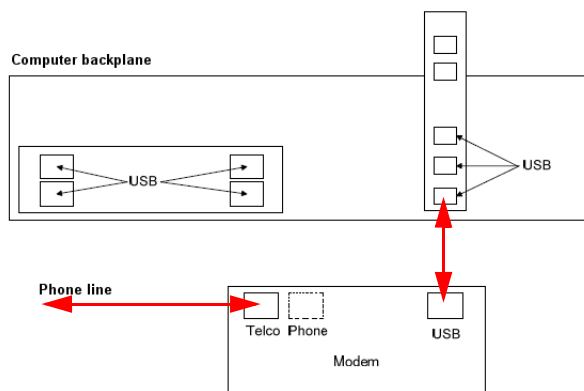 Computer backplane
USB
USB
Phone line
Telco
Phone
USB
Modem